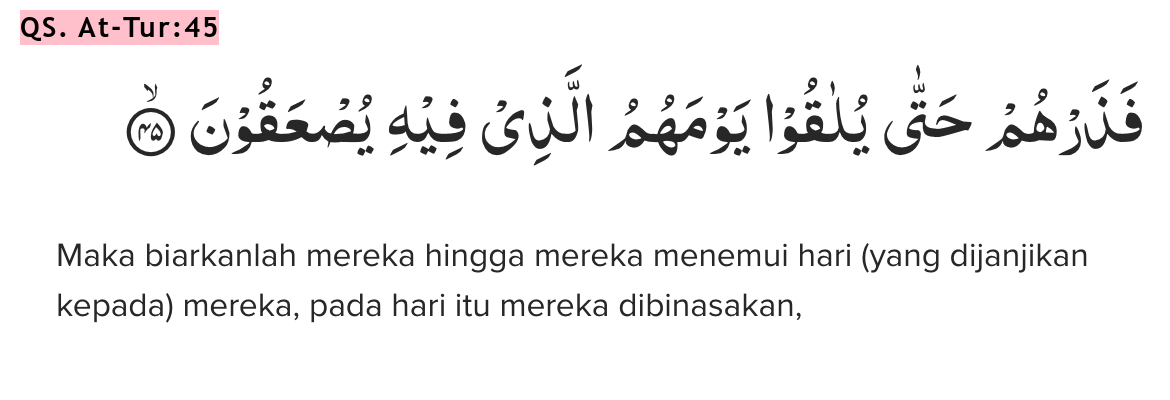 QS. At-Tur:45
فَذَرْهُمْ حَتّٰى يُلٰقُوْا يَوْمَهُمُ الَّذِيْ فِيْهِ يُصْعَقُوْنَ ۙ ٤٥
Maka biarkanlah mereka hingga mereka menemui hari (yang dijanjikan
kepada) mereka, pada hari itu mereka dibinasakan,